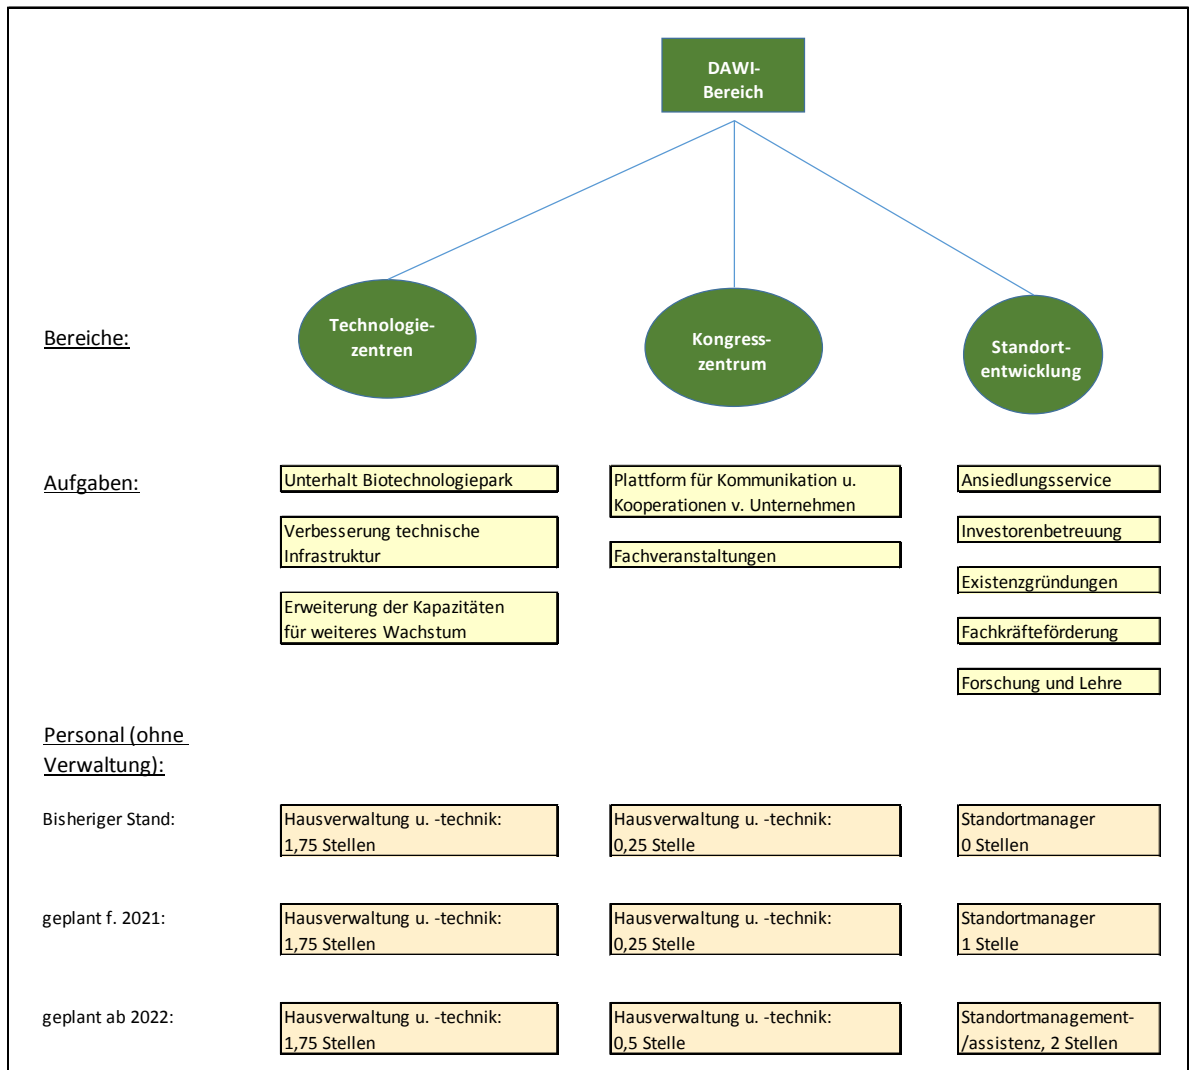 DAWI-
Bereich
Bereiche:
Technologie-
zentren
Kongress-
zentrum
Standort-
entwicklung
Aufgaben:
Unterhalt Biotechnologiepark
Verbesserung technische
Infrastruktur
Erweiterung der Kapazitäten
für weiteres Wachstum
Plattform für Kommunikation u.
Kooperationen v. Unternehmen
Fachveranstaltungen
Ansiedlungsservice
Investorenbetreuung
Existenzgründungen
Fachkräfteförderung
Forschung und Lehre
Personal (ohne
Verwaltung):
Bisheriger Stand:
Hausverwaltung u. -technik:
1,75 Stellen
Hausverwaltung u. -technik:
0,25 Stelle
Standortmanager
0 Stellen
geplant f. 2021:
Hausverwaltung u. -technik:
1,75 Stellen
Hausverwaltung u. -technik:
0,25 Stelle
Standortmanager
1 Stelle
geplant ab 2022:
Hausverwaltung u. -technik:
1,75 Stellen
Hausverwaltung u. -technik:
0,5 Stelle
Standortmanagement-
/assistenz, 2 Stellen